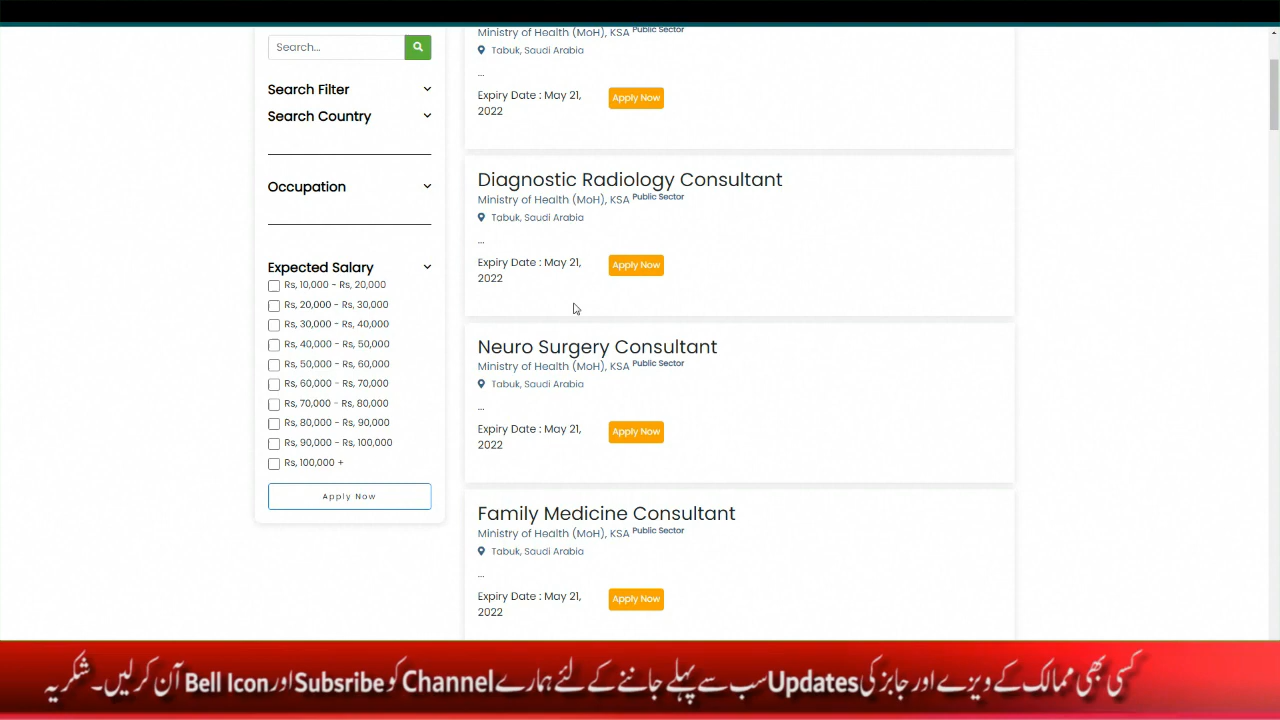 Search...
Search Filter
Search Country
Occupation
Expected Salary
Rs, 10,000 - Rs, 20,000
Rs, 20,000 - Rs, 30,000
Rs, 30,000 - Rs, 40,000
Rs, 40,000 - Rs, 50,000
Rs, 50,000 - Rs, 60,000
Rs, 60,000 - Rs, 70,000
Rs, 70,000 - Rs, 80,000
Rs, 80,000 - Rs, 90,000
Rs, 90,000 - Rs, 100,000
Rs, 100,000 +
Apply Now
Ministry of Health (MoH), KSA Public Sector
Tabuk, Saudi Arabia
...
Expiry Date : May 21,
2022
Apply Now
Diagnostic Radiology Consultant
Ministry of Health (MoH), KSA Public Sector
Tabuk, Saudi Arabia
...
Expiry Date : May 21,
2022
Apply Now
Neuro Surgery Consultant
Ministry of Health (MoH), KSA Public Sector
Tabuk, Saudi Arabia
...
Expiry Date : May 21,
2022
Apply Now
Family Medicine Consultant
Ministry of Health (MoH), KSA Public Sector
Tabuk, Saudi Arabia
...
Expiry Date : May 21,
2022
Apply Now
کسی بھی ممالک کے ویزے اور جابز کی Updates سب سے پہلے جاننے کے لئے ہمارے Channel کو Subsribe اور Bell Icon آن کر لیں۔ شکریہ